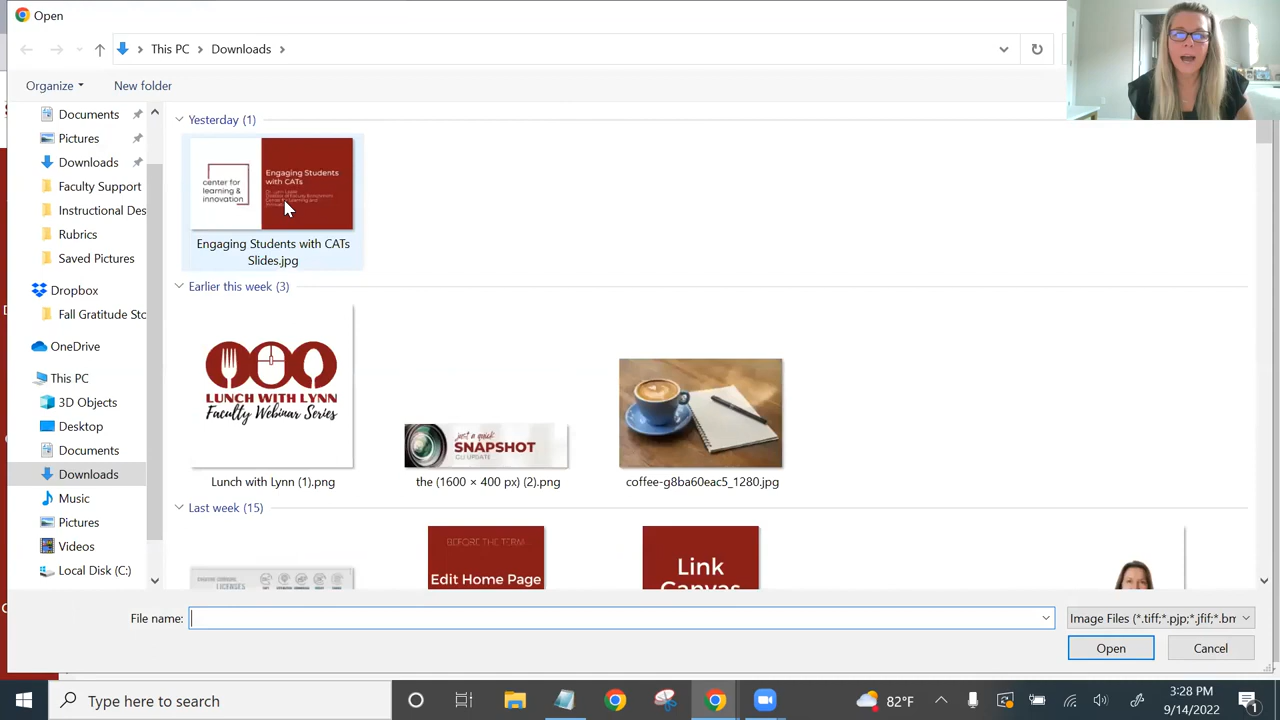 Open
This PC
Downloads
Organize
New folder
Documents
Pictures
Downloads
Faculty Support
Instructional Des
Rubrics
Saved Pictures
Dropbox
Fall Gratitude Stc
OneDrive
This PC
3D Objects
Desktop
Documents
Downloads
Music
Pictures
Videos
Local Disk (C:)
Yesterday (1)
center for
learning &
innovation
Engaging Students
with CATs
Engaging Students with CATs
Slides.jpg
Earlier this week (3)
LUNCH WITH LYNN
Faculty Webinar Series
Lunch with Lynn (1).png
just a quick
SNAPSHOT
CLI UPDATE
the (1600 × 400 px) (2).png
coffee-g8ba60eac5_1280.jpg
Last week (15)
BEFORE THE TERM...
Edit Home Page
Link
Canvas
File name:
Image Files (*.tiff;*.pjp;*.jfif;*.bm
Open
Cancel
Type here to search
82°F
3:28 PM
9/14/2022
1